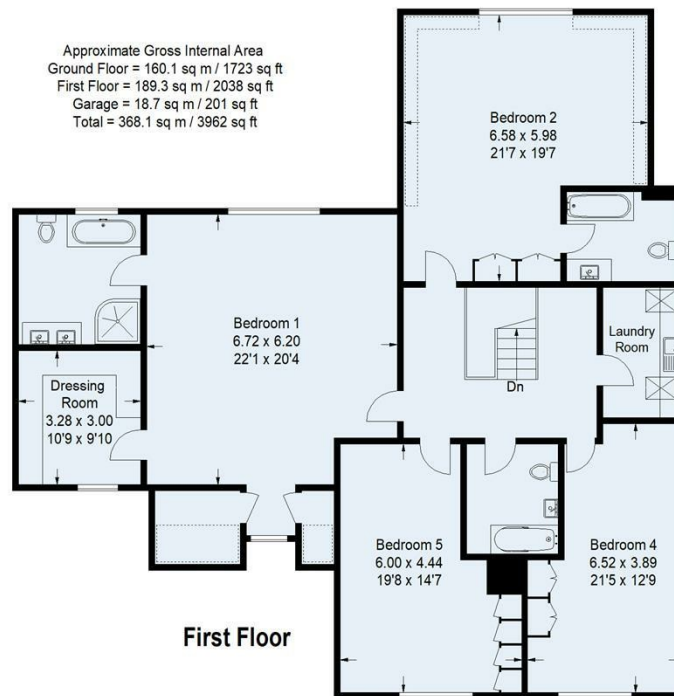 Approximate Gross Internal Area
Ground Floor = 160.1 sq m / 1723 sq ft
First Floor = 189.3 sq m / 2038 sq ft
Garage = 18.7 sq m / 201 sq ft
Total = 368.1 sq m / 3962 sq ft
Bedroom 2
6.58 x 5.98
21'7 x 19'7
Bedroom 1
6.72 x 6.20
22'1 x 20'4
Laundry
Room
Dn
Dressing
Room
3.28 x 3.00
10'9 x 9'10
Bedroom 5
6.00 x 4.44
19'8 x 14'7
Bedroom 4
6.52 x 3.89
21'5 x 12'9
First Floor